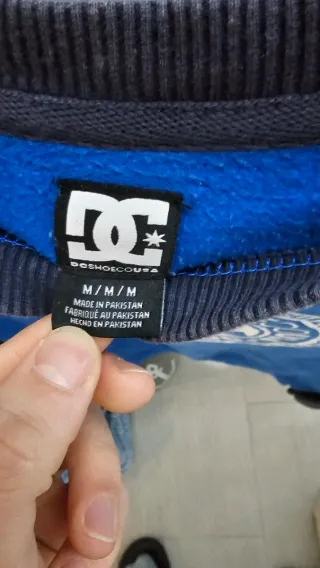 DC
DCSHOECOUSA
M/M/M
MADE IN PAKISTAN
FABRIQUÉ AU PAKISTAN
HECHO EN PAKISTAN